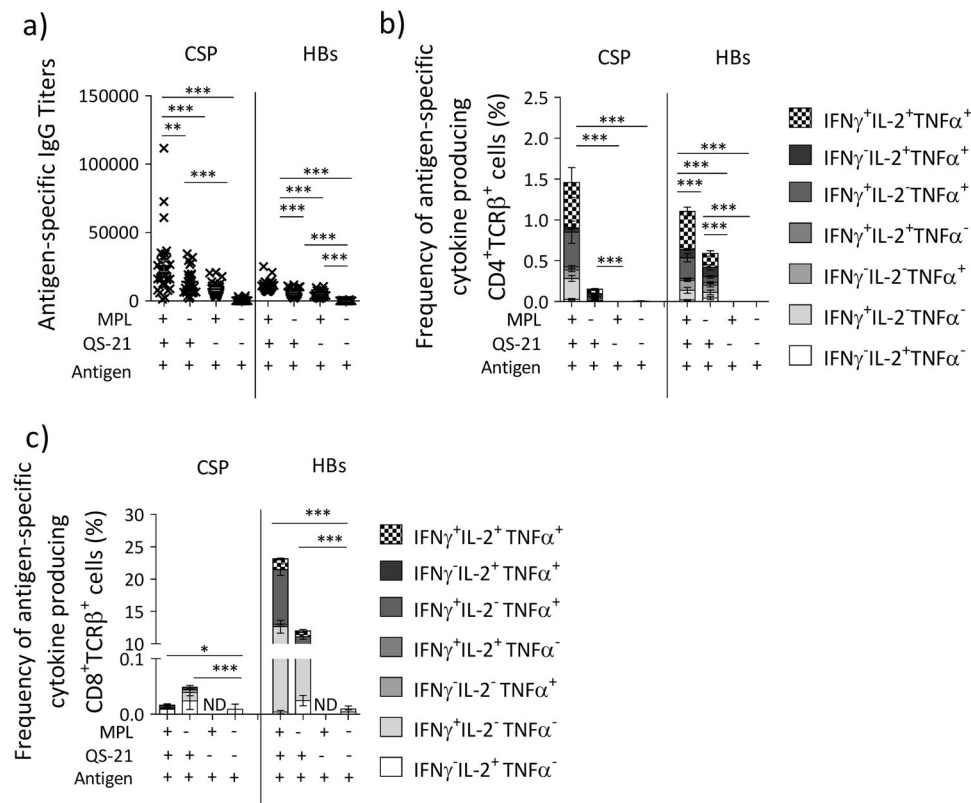 a)
CSP HBs
Antigen-specific IgG Titers
150000
100000
50000
0
*** *** ** ***
*** *** *** *** ***
MPL + - + - + - + -
QS-21 + + - - + + - -
Antigen + + + + + + + +
b)
CSP HBs
Frequency of antigen-specific
cytokine producing
CD4+TCRβ+ cells (%)
2.5
2.0
1.5
1.0
0.5
0.0
*** *** ***
*** *** *** *** ***
MPL + - + - + - + -
QS-21 + + - - + + - -
Antigen + + + + + + + +
IFNγ+IL-2+TNFα+
IFNγ-IL-2+TNFα+
IFNγ+IL-2-TNFα+
IFNγ+IL-2+TNFα-
IFNγ-IL-2-TNFα+
IFNγ+IL-2-TNFα-
IFNγ-IL-2+TNFα-
c)
CSP HBs
Frequency of antigen-specific
cytokine producing
CD8+TCRβ+ cells (%)
30
25
20
15
10
0.1
0.0
* ***
*** ***
ND ND
MPL + - + - + - + -
QS-21 + + - - + + - -
Antigen + + + + + + + +
IFNγ+IL-2+ TNFα+
IFNγ-IL-2+ TNFα+
IFNγ+IL-2- TNFα+
IFNγ+IL-2+ TNFα-
IFNγ-IL-2- TNFα+
IFNγ+IL-2- TNFα-
IFNγ-IL-2+ TNFα-